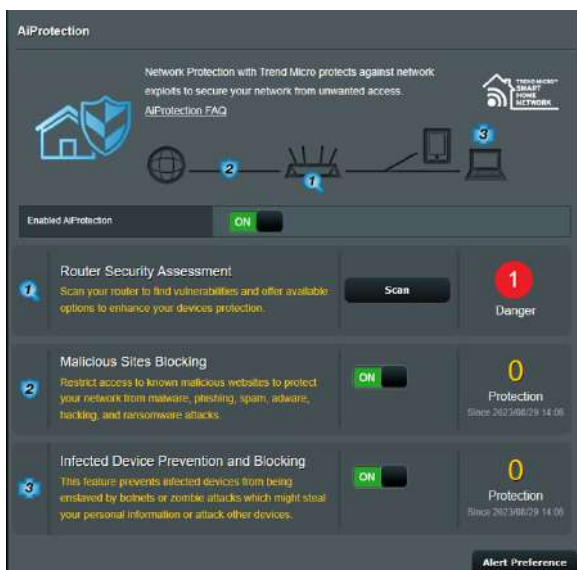 AiProtection
Network Protection with Trend Micro protects against network
exploits to secure your network from unwanted access.
AiProtection FAQ
TREND MICRO™
SMART
HOME
NETWORK
3
2
1
Enabled AiProtection
ON
1
Router Security Assessment
Scan your router to find vulnerabilities and offer available
options to enhance your devices protection.
Scan
1
Danger
2
Malicious Sites Blocking
Restrict access to known malicious websites to protect
your network from malware, phishing, spam, adware,
hacking, and ransomware attacks.
ON
0
Protection
Since 2023/08/29 14:06
3
Infected Device Prevention and Blocking
This feature prevents infected devices from being
enslaved by botnets or zombie attacks which might steal
your personal information or attack other devices.
ON
0
Protection
Since 2023/08/29 14:06
Alert Preference